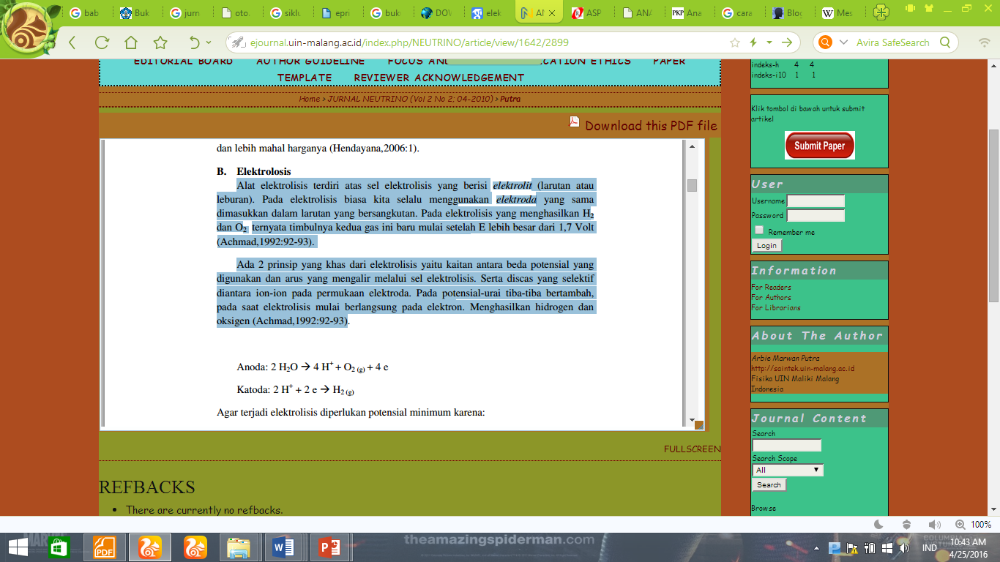 bab
Buk
jurn
oto.
siklu
epri
buk
DOV
elek
Al
ASP
ANA
PKP Ana
cara
Blog
W Mes
ejournal.uin-malang.ac.id/index.php/NEUTRINO/article/view/1642/2899
Avira SafeSearch
EDITORIAL BOARD AUTHOR GUIDELINE FOCUS AND CATION ETHICS PAPER
TEMPLATE REVIEWER ACKNOWLEDGEMENT
Home > JURNAL NEUTRINO (Vol 2 No 2; 04-2010) > Putra
Download this PDF file
dan lebih mahal harganya (Hendayana,2006:1).
B. Elektrolosis
Alat elektrolisis terdiri atas sel elektrolisis yang berisi elektrolit (larutan atau
leburan). Pada elektrolisis biasa kita selalu menggunakan elektroda yang sama
dimasukkan dalam larutan yang bersangkutan. Pada elektrolisis yang menghasilkan H₂
dan O₂ ternyata timbulnya kedua gas ini baru mulai setelah E lebih besar dari 1,7 Volt
(Achmad,1992:92-93).
Ada 2 prinsip yang khas dari elektrolisis yaitu kaitan antara beda potensial yang
digunakan dan arus yang mengalir melalui sel elektrolisis. Serta discas yang selektif
diantara ion-ion pada permukaan elektroda. Pada potensial-urai tiba-tiba bertambah,
pada saat elektrolisis mulai berlangsung pada elektron. Menghasilkan hidrogen dan
oksigen (Achmad,1992:92-93).
Anoda: 2 H₂O → 4 H⁺ + O₂ (g) + 4 e
Katoda: 2 H⁺ + 2 e → H₂ (g)
Agar terjadi elektrolisis diperlukan potensial minimum karena:
FULLSCREEN
REFBACKS
• There are currently no refbacks.
indeks-h 4 4
indeks-i10 1 1
Klik tombol di bawah untuk submit
artikel
Submit Paper
User
Username
Password
Remember me
Login
Information
For Readers
For Authors
For Librarians
About The Author
Arbie Marwan Putra
http://saintek.uin-malang.ac.id
Fisika UIN Maliki Malang
Indonesia
Journal Content
Search
Search Scope
All
Search
Browse
100%
PDF
theamazingspiderman.com
IND
10:43 AM
4/25/2016